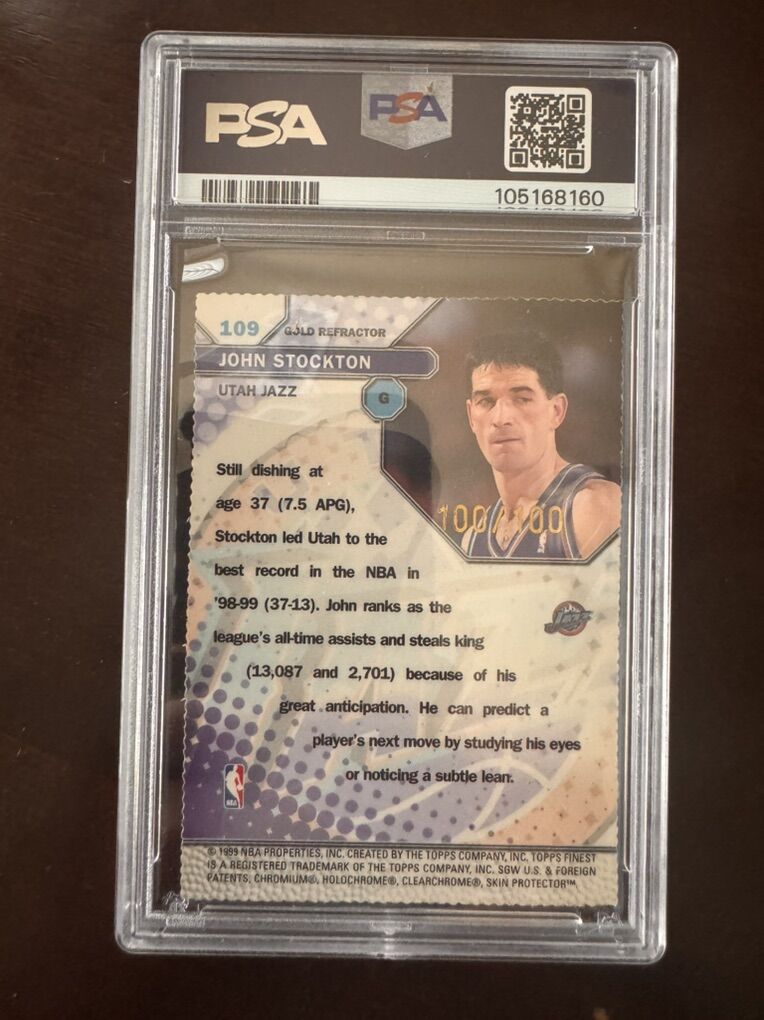 PSA
PSA
105168160
109
GOLD REFRACTOR
JOHN STOCKTON
UTAH JAZZ
G
100/100
Still dishing at
age 37 (7.5 APG),
Stockton led Utah to the
best record in the NBA in
'98-99 (37-13). John ranks as the
league's all-time assists and steals king
(13,087 and 2,701) because of his
great anticipation. He can predict a
player's next move by studying his eyes
or noticing a subtle lean.
JAZZ
NBA
© 1999 NBA PROPERTIES, INC. CREATED BY THE TOPPS COMPANY, INC. TOPPS FINEST
IS A REGISTERED TRADEMARK OF THE TOPPS COMPANY, INC. SGW U.S. & FOREIGN
PATENTS, CHROMIUM®, HOLOCHROME®, CLEARCHROME®, SKIN PROTECTOR™.